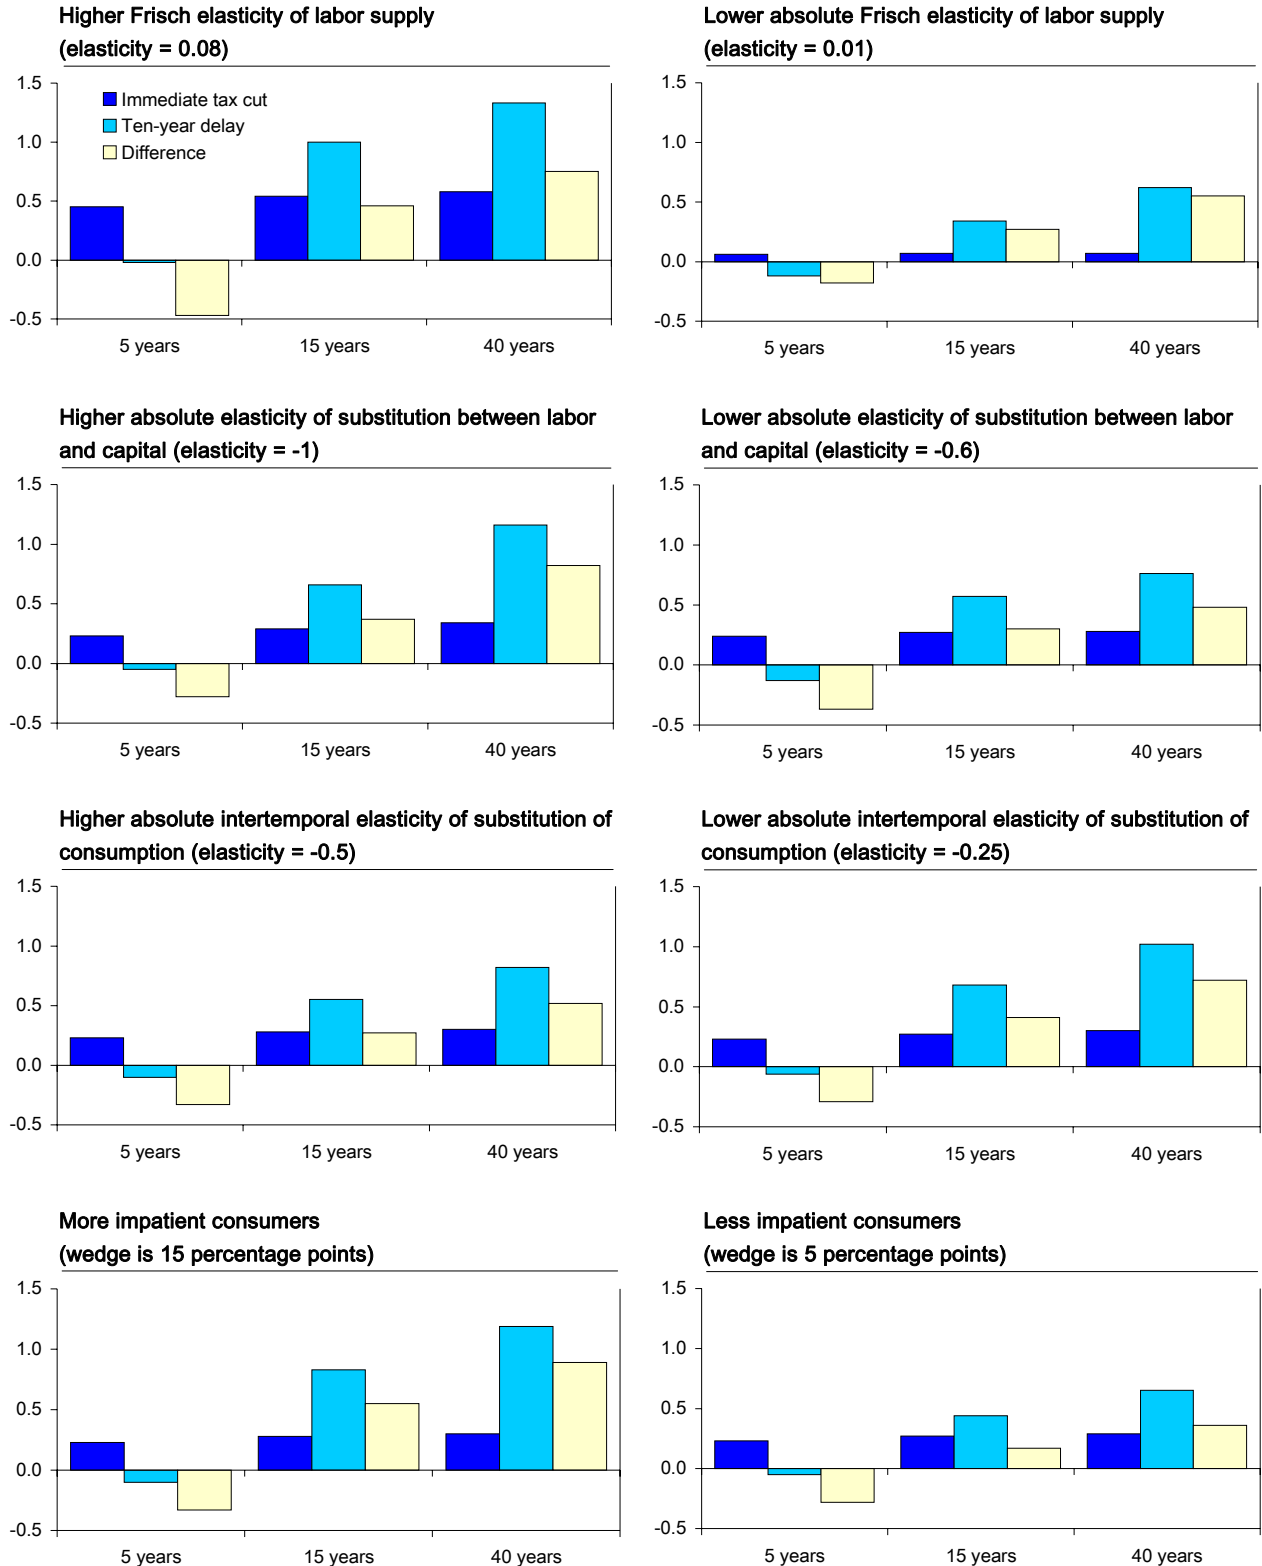 Higher Frisch elasticity of labor supply
(elasticity = 0.08)
1.5
1.0
0.5
0.0
-0.5
Immediate tax cut
Ten-year delay
Difference
5 years
15 years
40 years
Lower absolute Frisch elasticity of labor supply
(elasticity = 0.01)
1.5
1.0
0.5
0.0
-0.5
5 years
15 years
40 years
Higher absolute elasticity of substitution between labor
and capital (elasticity = -1)
1.5
1.0
0.5
0.0
-0.5
5 years
15 years
40 years
Lower absolute elasticity of substitution between labor
and capital (elasticity = -0.6)
1.5
1.0
0.5
0.0
-0.5
5 years
15 years
40 years
Higher absolute intertemporal elasticity of substitution of
consumption (elasticity = -0.5)
1.5
1.0
0.5
0.0
-0.5
5 years
15 years
40 years
Lower absolute intertemporal elasticity of substitution of
consumption (elasticity = -0.25)
1.5
1.0
0.5
0.0
-0.5
5 years
15 years
40 years
More impatient consumers
(wedge is 15 percentage points)
1.5
1.0
0.5
0.0
-0.5
5 years
15 years
40 years
Less impatient consumers
(wedge is 5 percentage points)
1.5
1.0
0.5
0.0
-0.5
5 years
15 years
40 years